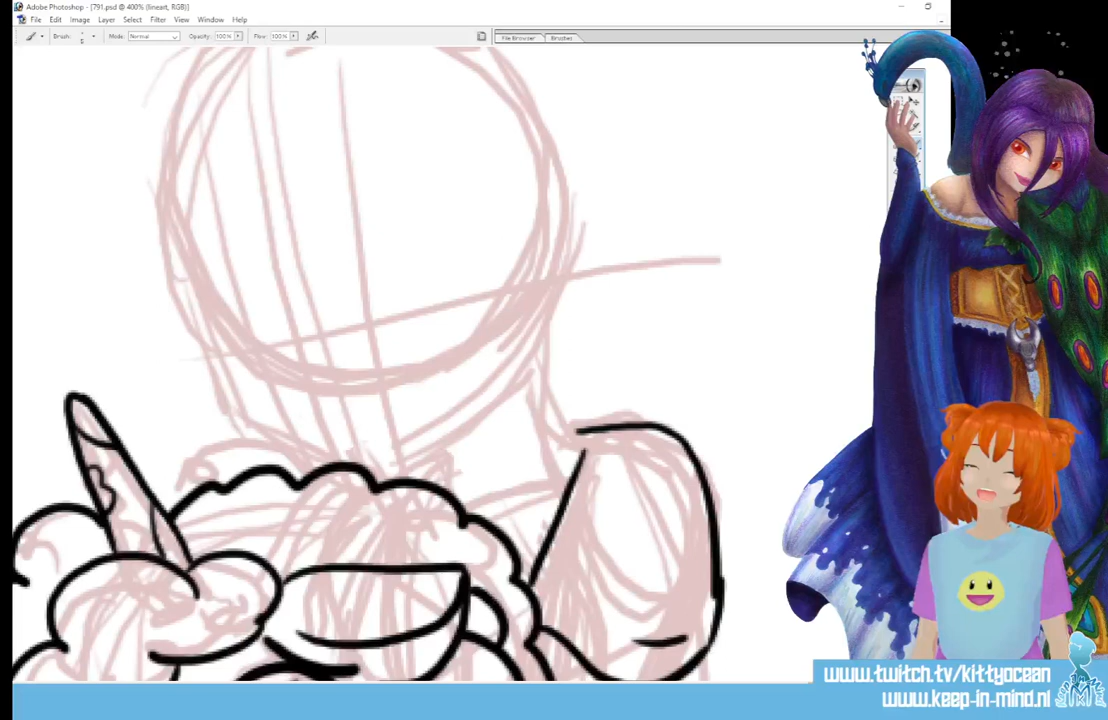 Adobe Photoshop - [791.psd @ 400% (lineart, RGB)]
File Edit Image Layer Select Filter View Window Help
Brush: Mode: Normal Opacity: 100% Flow: 100% File Browser Brushes
www.twitch.tv/kittyocean
www.keep-in-mind.nl